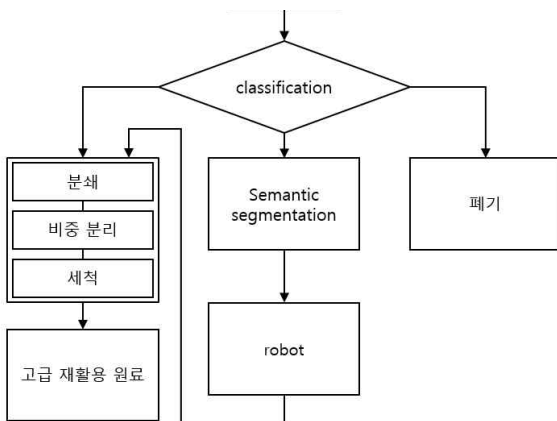 classification
분쇄
비중 분리
세척
고급 재활용 원료
Semantic
segmentation
robot
폐기